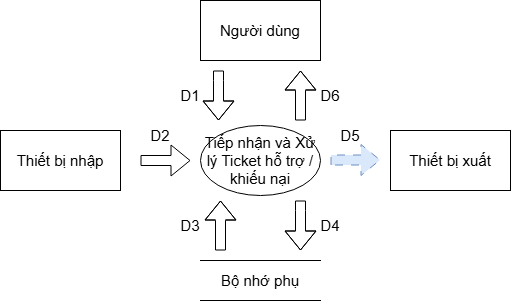 Người dùng
D1
D6
D2
D5
Thiết bị nhập
Tiếp nhận và Xử
lý Ticket hỗ trợ /
khiếu nại
Thiết bị xuất
D3
D4
Bộ nhớ phụ